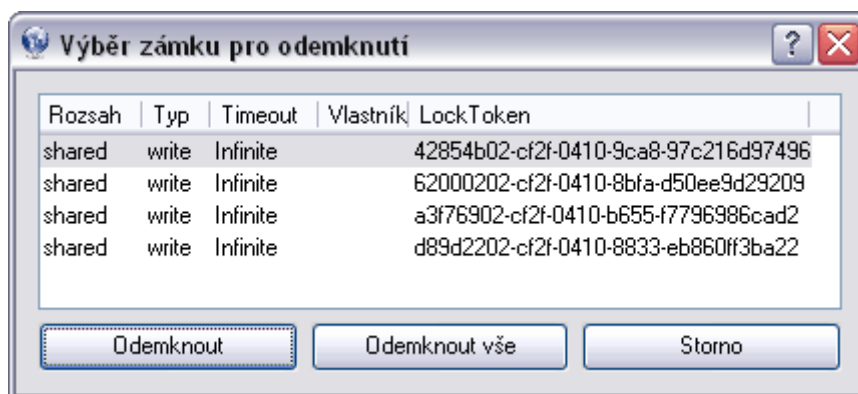 Výběr zámku pro odemknutí
Rozsah Typ Timeout Vlastník LockToken
shared write Infinite 42854b02-cf2f-0410-9ca8-97c216d97496
shared write Infinite 62000202-cf2f-0410-8bfa-d50ee9d29209
shared write Infinite a3f76902-cf2f-0410-b655-f7796986cad2
shared write Infinite d89d2202-cf2f-0410-8833-eb860ff3ba22
Odemknout Odemknout vše Storno